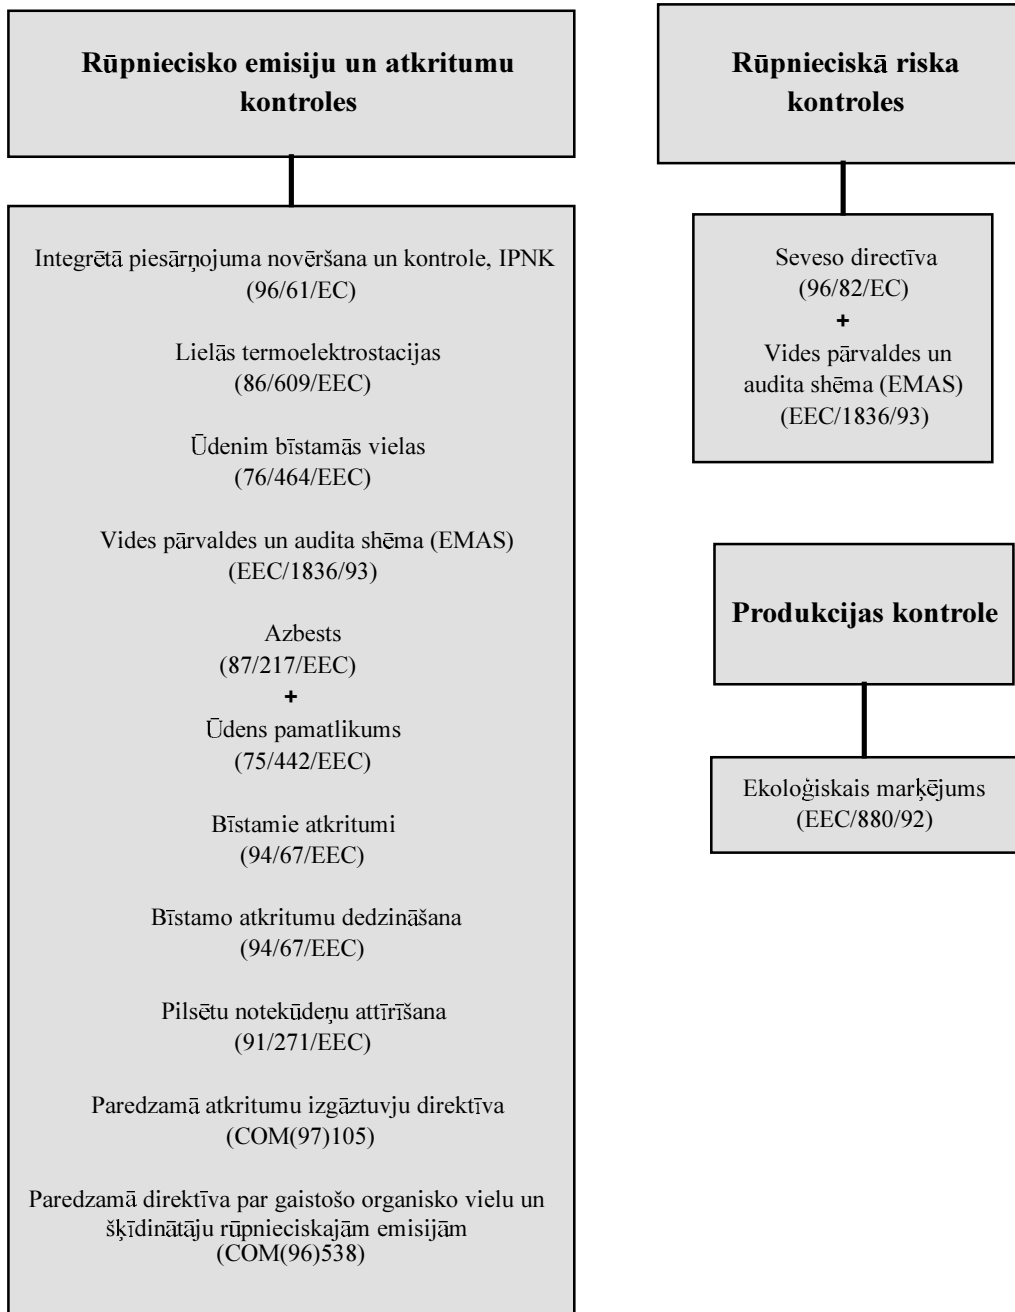 Rūpniecisko emisiju un atkritumu
kontroles
Integrētā piesārņojuma novēršana un kontrole, IPNK
(96/61/EC)
Lielās termoelektrostacijas
(86/609/EEC)
Ūdenim bīstamās vielas
(76/464/EEC)
Vides pārvaldes un audita shēma (EMAS)
(EEC/1836/93)
Azbests
(87/217/EEC)
+
Ūdens pamatlikums
(75/442/EEC)
Bīstamie atkritumi
(94/67/EEC)
Bīstamo atkritumu dedzināšana
(94/67/EEC)
Pilsētu notekūdeņu attīrīšana
(91/271/EEC)
Paredzamā atkritumu izgāztuvju direktīva
(COM(97)105)
Paredzamā direktīva par gaistošo organisko vielu un
šķīdinātāju rūpnieciskajām emisijām
(COM(96)538)
Rūpnieciskā riska
kontroles
Seveso directīva
(96/82/EC)
+
Vides pārvaldes un
audita shēma (EMAS)
(EEC/1836/93)
Produkcijas kontrole
Ekoloģiskais marķējums
(EEC/880/92)